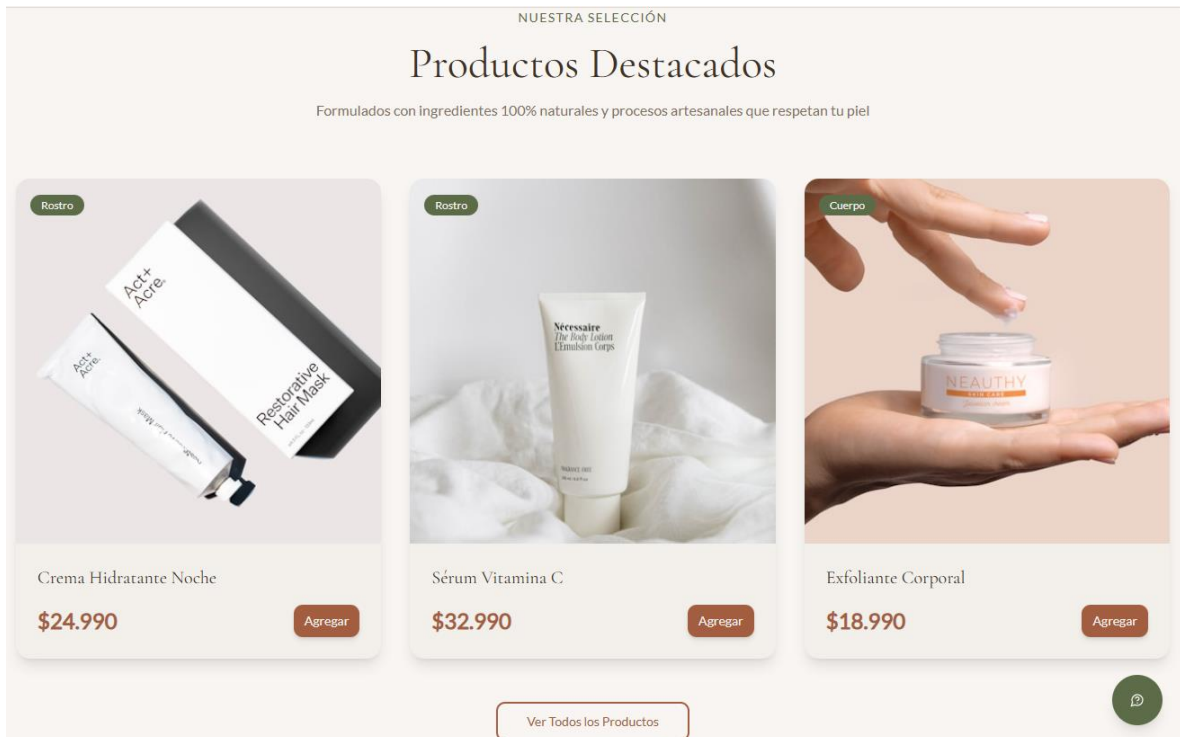 NUESTRA SELECCIÓN
Productos Destacados
Formulados con ingredientes 100% naturales y procesos artesanales que respetan tu piel
Rostro
Act+
Acre.
Restorative
Hair Mask
Act+
Acre.
Crema Hidratante Noche
$24.990
Agregar
Rostro
Nécessaire
The Body Lotion
L'Emulsion Corps
FRAGRANCE FREE
Sérum Vitamina C
$32.990
Agregar
Cuerpo
NEAUTHY
SKIN CARE
Exfoliante Corporal
$18.990
Agregar
Ver Todos los Productos